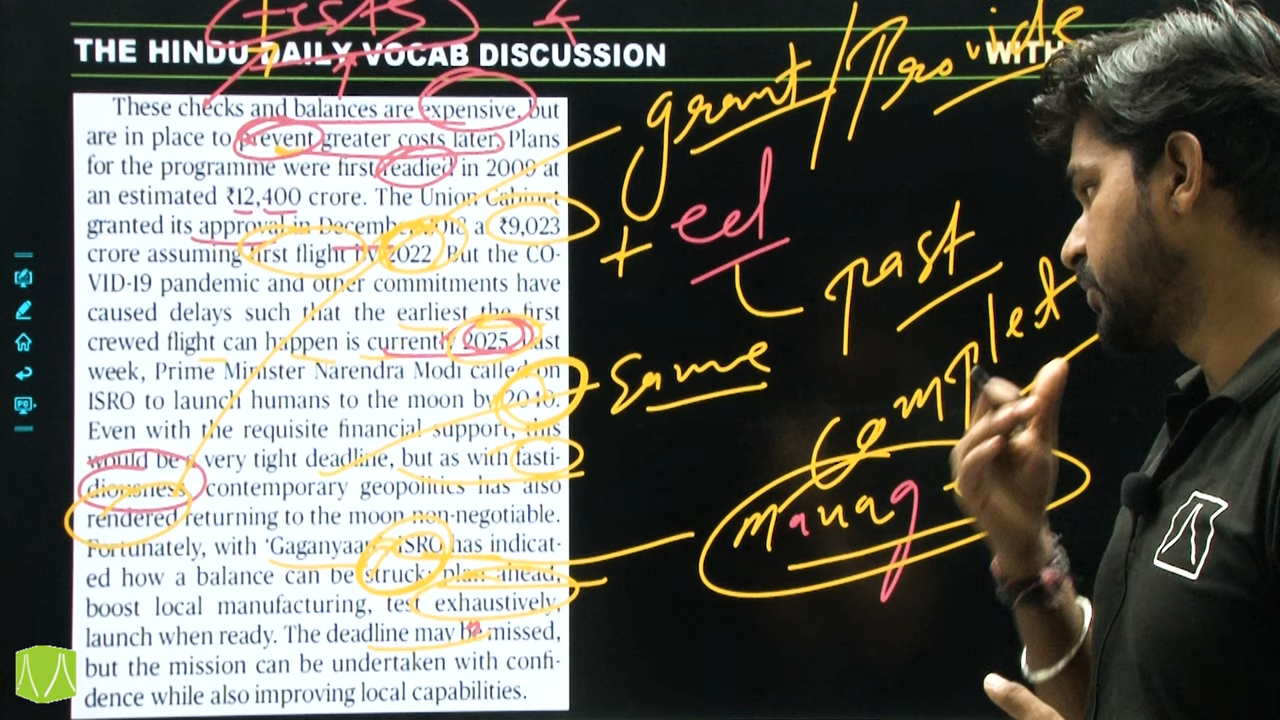 tests
THE HINDU DAILY VOCAB DISCUSSION
WITH
These checks and balances are expensive, but
are in place to prevent greater costs later. Plans
for the programme were first readied in 2009 at
an estimated ₹12,400 crore. The Union Cabinet
granted its approval in December 2018 a ₹9,023
crore assuming first flight by 2022. But the CO-
VID-19 pandemic and other commitments have
caused delays such that the earliest the first
crewed flight can happen is currently 2025. Last
week, Prime Minister Narendra Modi called on
ISRO to launch humans to the moon by 2040.
Even with the requisite financial support, this
would be a very tight deadline, but as with fasti-
diousness, contemporary geopolitics has also
rendered returning to the moon non-negotiable.
Fortunately, with ‘Gaganyaan’ ISRO has indicat-
ed how a balance can be struck: plan ahead,
boost local manufacturing, test exhaustively,
launch when ready. The deadline may be missed,
but the mission can be undertaken with confi-
dence while also improving local capabilities.
grant/Provide
+ ed
past
Same
Complet
manag